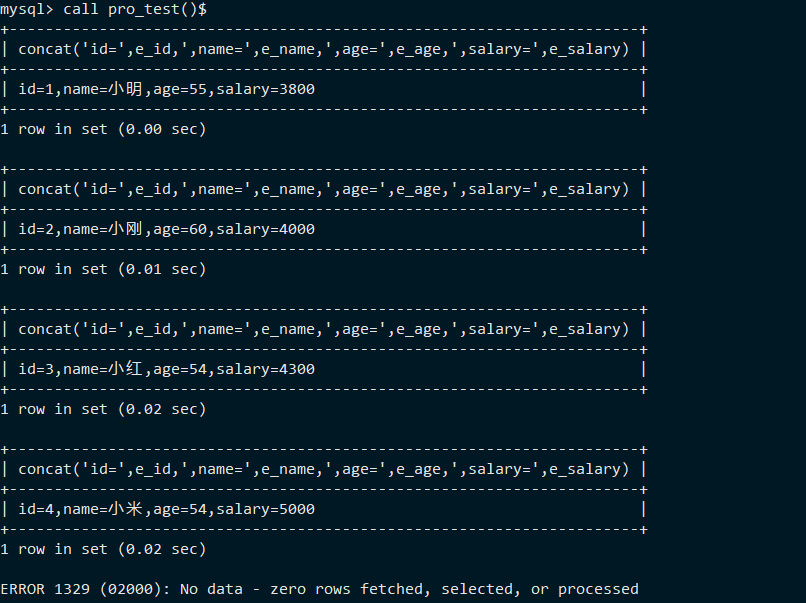 mysql> call pro_test()$
+----------------------------------------------------------------------+
| concat('id=',e_id,',name=',e_name,',age=',e_age,',salary=',e_salary) |
+----------------------------------------------------------------------+
| id=1,name=小明,age=55,salary=3800                                    |
+----------------------------------------------------------------------+
1 row in set (0.00 sec)

+----------------------------------------------------------------------+
| concat('id=',e_id,',name=',e_name,',age=',e_age,',salary=',e_salary) |
+----------------------------------------------------------------------+
| id=2,name=小刚,age=60,salary=4000                                    |
+----------------------------------------------------------------------+
1 row in set (0.01 sec)

+----------------------------------------------------------------------+
| concat('id=',e_id,',name=',e_name,',age=',e_age,',salary=',e_salary) |
+----------------------------------------------------------------------+
| id=3,name=小红,age=54,salary=4300                                    |
+----------------------------------------------------------------------+
1 row in set (0.02 sec)

+----------------------------------------------------------------------+
| concat('id=',e_id,',name=',e_name,',age=',e_age,',salary=',e_salary) |
+----------------------------------------------------------------------+
| id=4,name=小米,age=54,salary=5000                                    |
+----------------------------------------------------------------------+
1 row in set (0.02 sec)

ERROR 1329 (02000): No data - zero rows fetched, selected, or processed